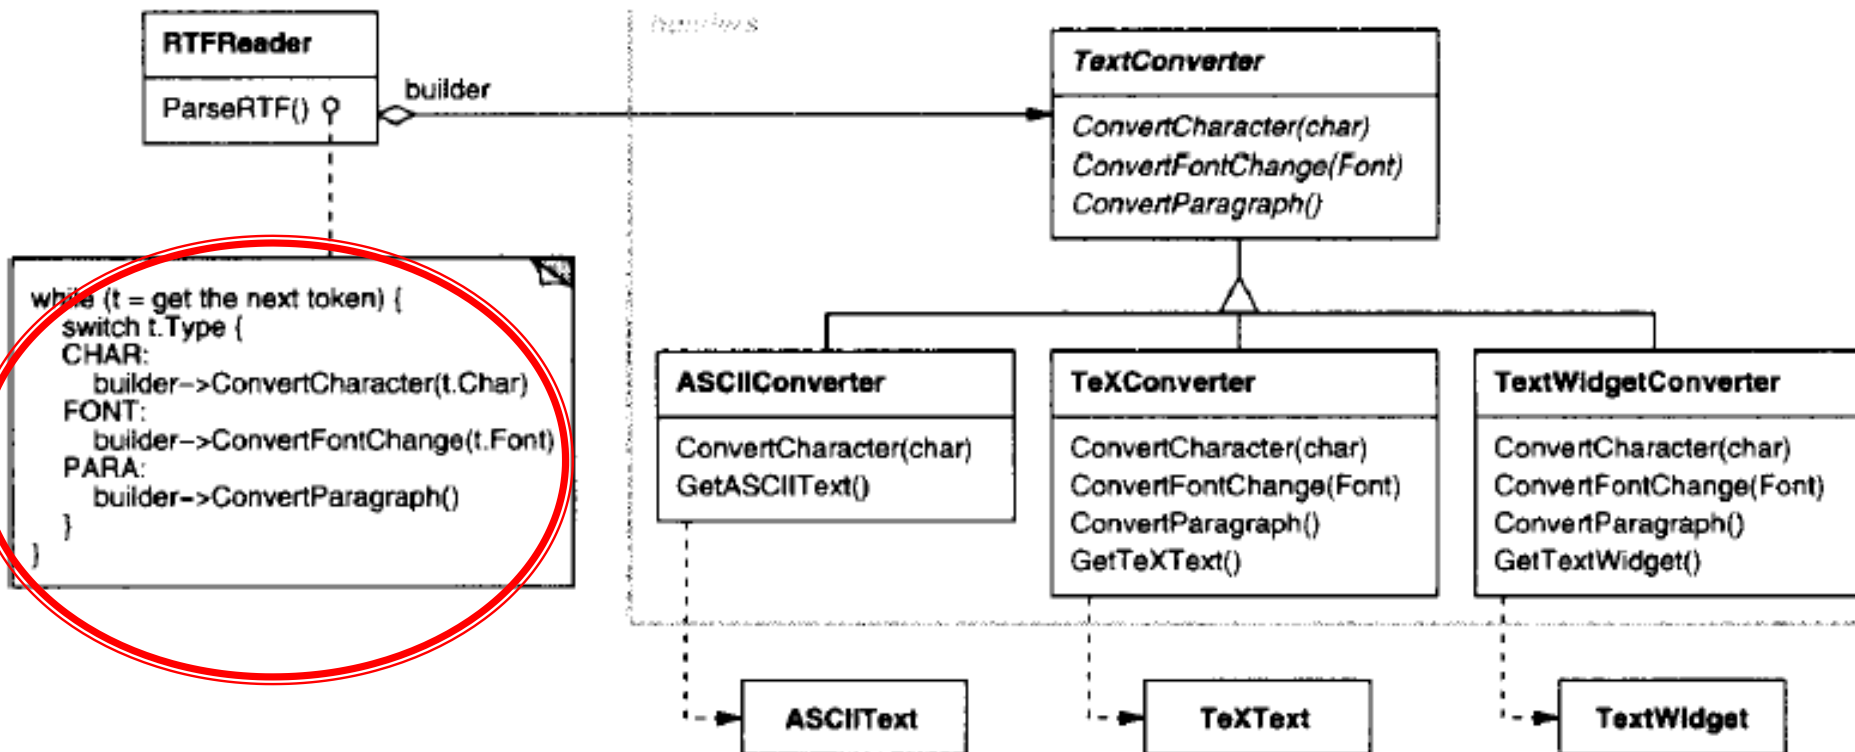 RTFReader
ParseRTF()
builder
while (t = get the next token) {
switch t.Type {
CHAR:
builder->ConvertCharacter(t.Char)
FONT:
builder->ConvertFontChange(t.Font)
PARA:
builder->ConvertParagraph()
}
}
TextConverter
ConvertCharacter(char)
ConvertFontChange(Font)
ConvertParagraph()
ASCIIConverter
ConvertCharacter(char)
GetASCIIText()
TeXConverter
ConvertCharacter(char)
ConvertFontChange(Font)
ConvertParagraph()
GetTeXText()
TextWidgetConverter
ConvertCharacter(char)
ConvertFontChange(Font)
ConvertParagraph()
GetTextWidget()
ASCIIText
TeXText
TextWidget